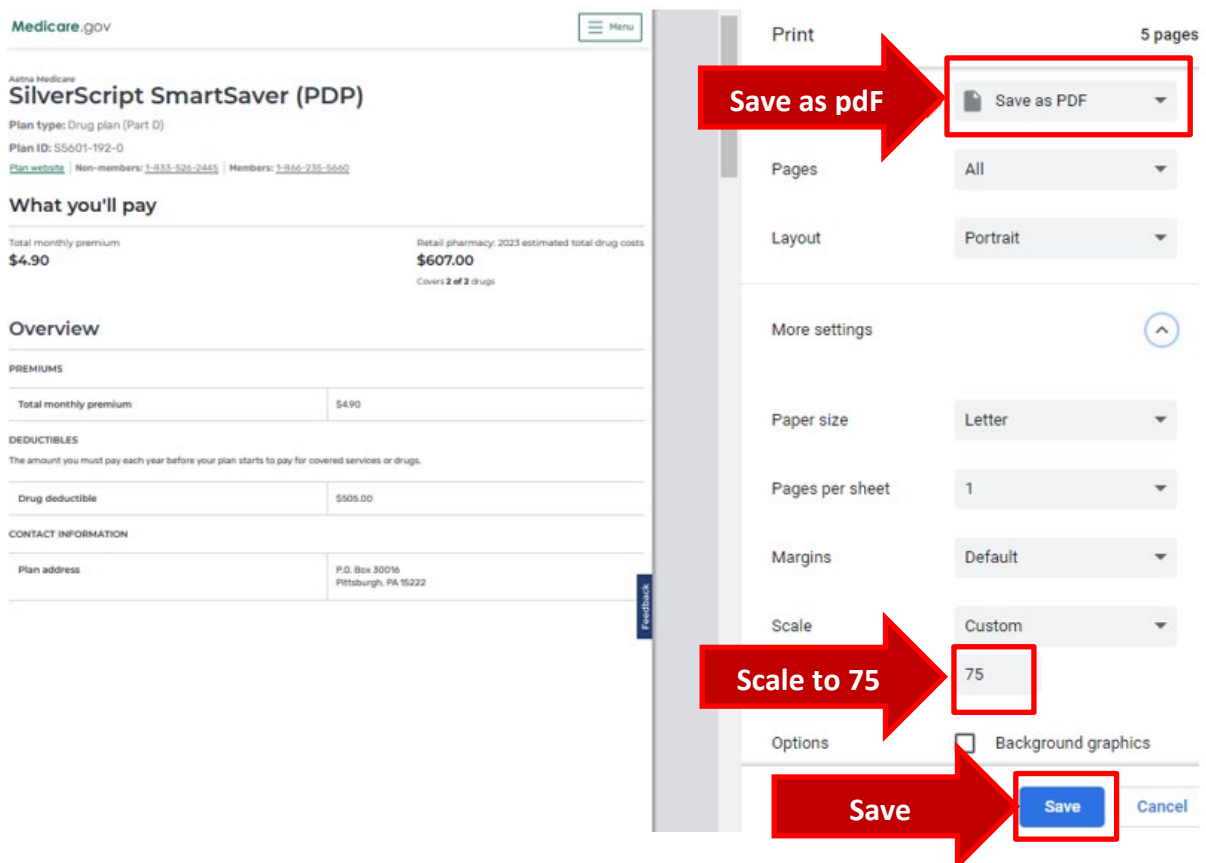 Medicare.gov
Menu
Aetna Medicare
SilverScript SmartSaver (PDP)
Plan type: Drug plan (Part D)
Plan ID: S5601-192-0
Plan website Non-members: 1-833-526-2445 Members: 1-866-235-5660
What you'll pay
Total monthly premium
$4.90
Retail pharmacy: 2023 estimated total drug costs
$607.00
Covers 2 of 2 drugs
Overview
PREMIUMS
Total monthly premium $4.90
DEDUCTIBLES
The amount you must pay each year before your plan starts to pay for covered services or drugs.
Drug deductible $505.00
CONTACT INFORMATION
Plan address P.O. Box 30016
Pittsburgh, PA 15222
Feedback
Print 5 pages
Save as pdF
Save as PDF
Pages All
Layout Portrait
More settings
Paper size Letter
Pages per sheet 1
Margins Default
Scale Custom
Scale to 75
75
Options Background graphics
Save
Save Cancel